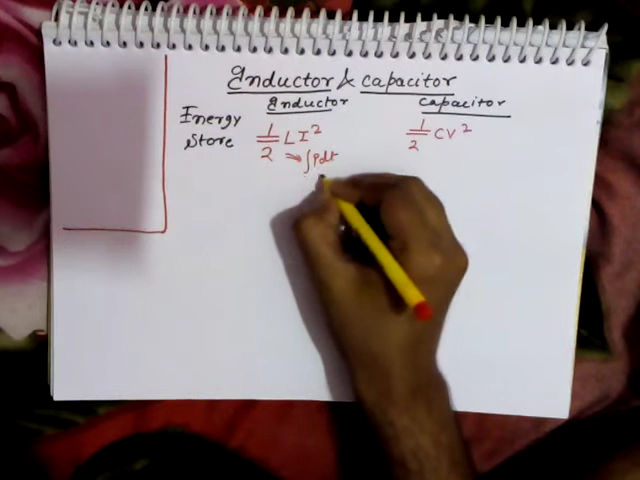 Inductor & capacitor
Inductor capacitor
Energy Store 1/2 LI² 1/2 CV²
⇒ ∫Pdt